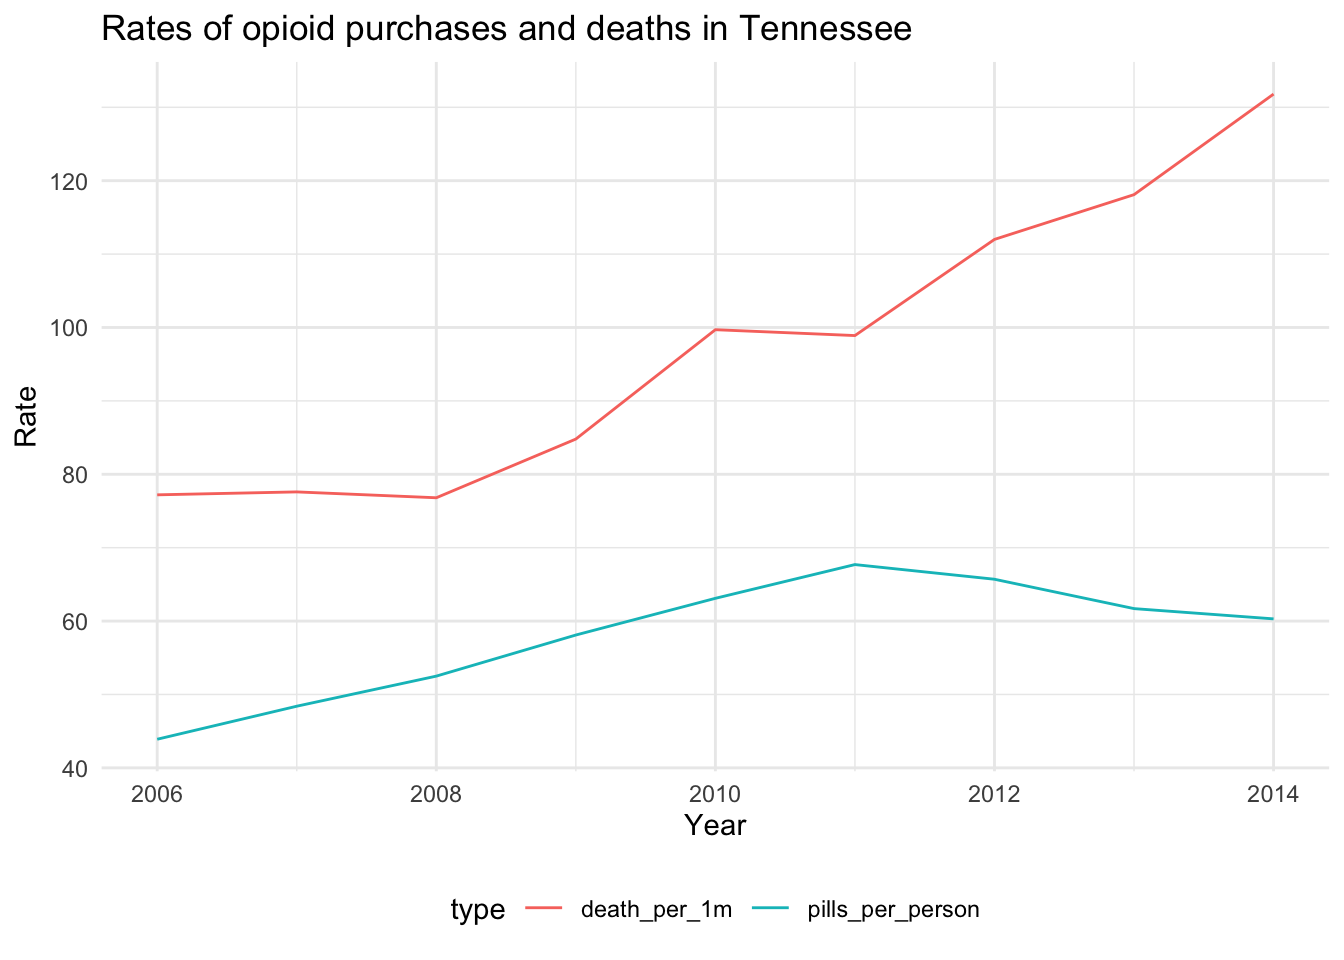 Rates of opioid purchases and deaths in Tennessee
120
100
80
60
40
Rate
2006 2008 2010 2012 2014
Year
type death_per_1m pills_per_person